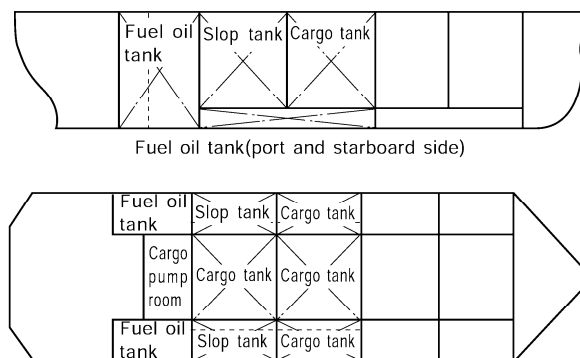 Fuel oil
tank
Slop tank
Cargo tank
Fuel oil tank(port and starboard side)
Fuel oil
tank
Slop tank
Cargo tank
Cargo
pump
room
Cargo tank
Cargo tank
Fuel oil
tank
Slop tank
Cargo tank